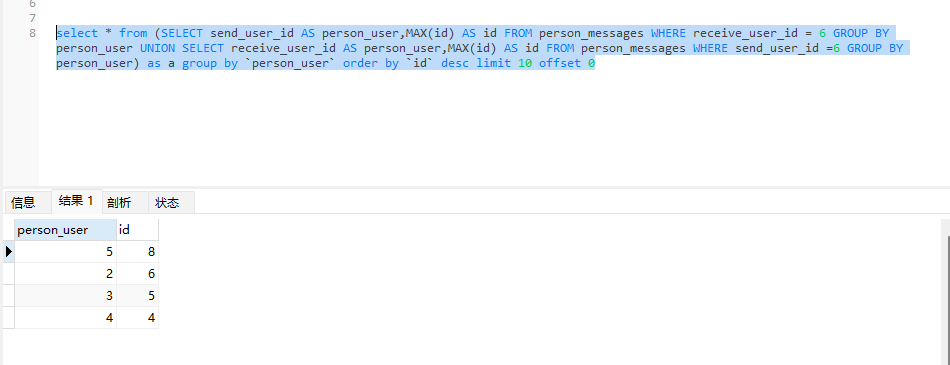 6
7
8 select * from (SELECT send_user_id AS person_user,MAX(id) AS id FROM person_messages WHERE receive_user_id = 6 GROUP BY
person_user UNION SELECT receive_user_id AS person_user,MAX(id) AS id FROM person_messages WHERE send_user_id =6 GROUP BY
person_user) as a group by `person_user` order by `id` desc limit 10 offset 0
信息 结果 1 剖析 状态
person_user id
5 8
2 6
3 5
4 4